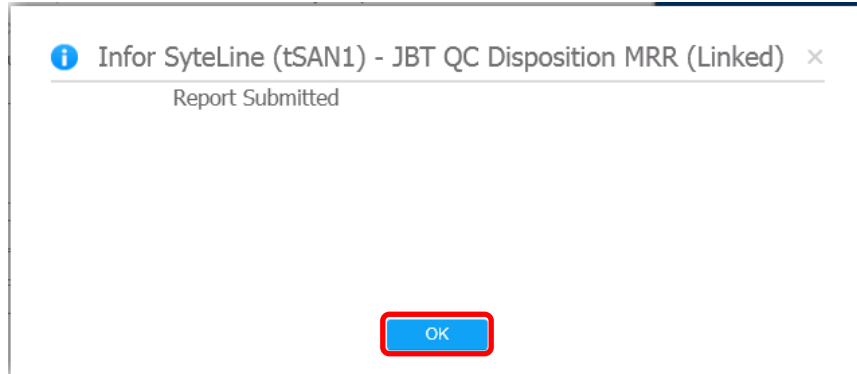 Infor SyteLine (tSAN1) - JBT QC Disposition MRR (Linked)
Report Submitted
OK